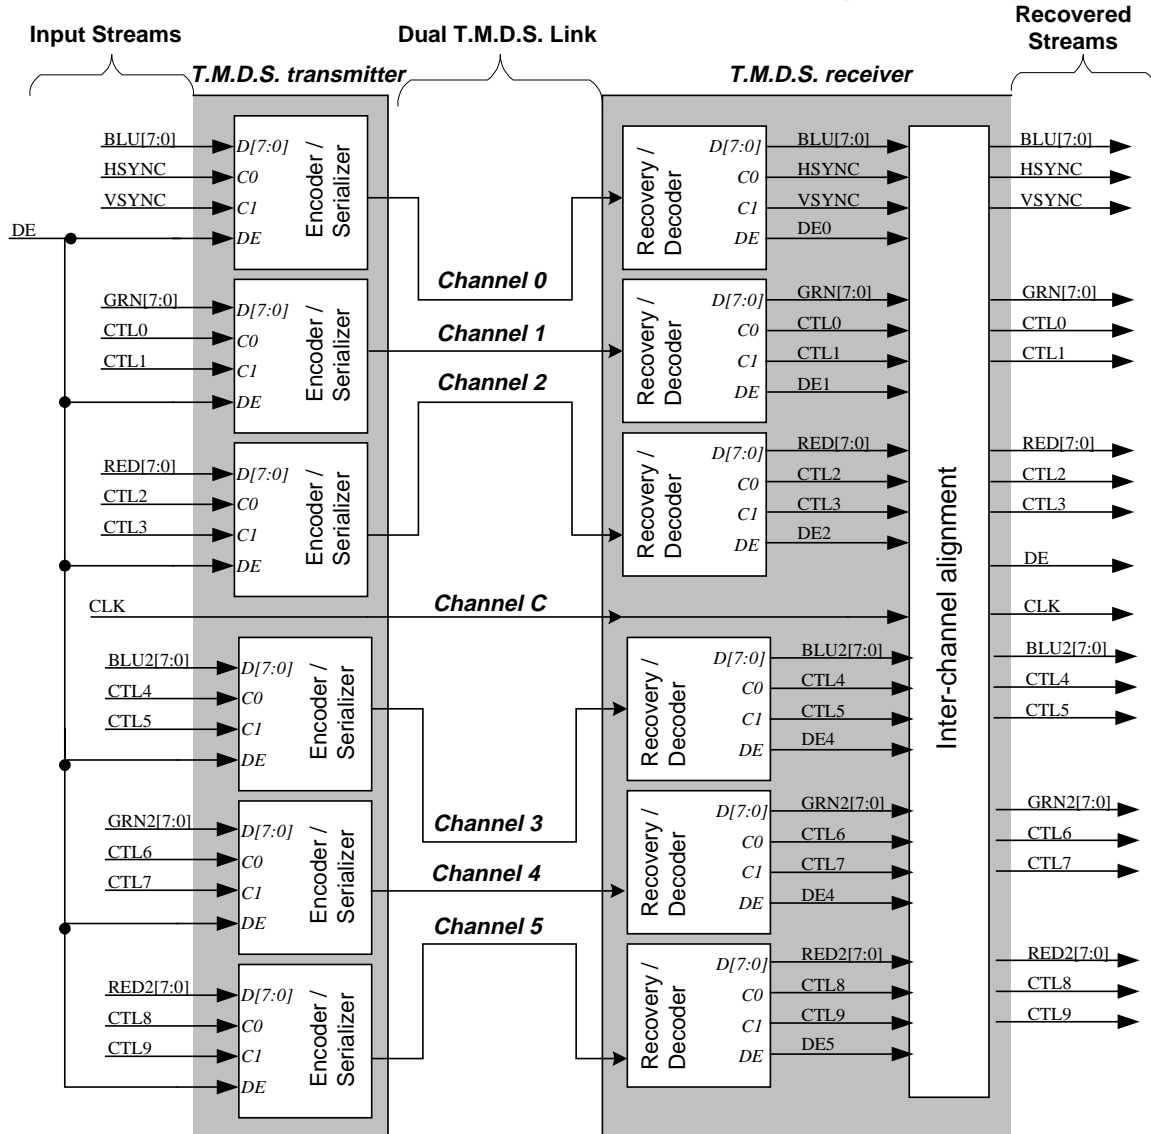 Input Streams
Dual T.M.D.S. Link
Recovered
Streams
T.M.D.S. transmitter
T.M.D.S. receiver
BLU[7:0]
HSYNC
VSYNC
DE
D[7:0]
C0
C1
DE
Encoder /
Serializer
Channel 0
Recovery /
Decoder
D[7:0]
C0
C1
DE
BLU[7:0]
HSYNC
VSYNC
DE0
BLU[7:0]
HSYNC
VSYNC
GRN[7:0]
CTL0
CTL1
D[7:0]
C0
C1
DE
Encoder /
Serializer
Channel 1
Recovery /
Decoder
D[7:0]
C0
C1
DE
GRN[7:0]
CTL0
CTL1
DE1
GRN[7:0]
CTL0
CTL1
RED[7:0]
CTL2
CTL3
D[7:0]
C0
C1
DE
Encoder /
Serializer
Channel 2
Recovery /
Decoder
D[7:0]
C0
C1
DE
RED[7:0]
CTL2
CTL3
DE2
RED[7:0]
CTL2
CTL3
DE
CLK
Channel C
CLK
Inter-channel alignment
BLU2[7:0]
CTL4
CTL5
D[7:0]
C0
C1
DE
Encoder /
Serializer
Channel 3
Recovery /
Decoder
D[7:0]
C0
C1
DE
BLU2[7:0]
CTL4
CTL5
DE4
BLU2[7:0]
CTL4
CTL5
GRN2[7:0]
CTL6
CTL7
D[7:0]
C0
C1
DE
Encoder /
Serializer
Channel 4
Recovery /
Decoder
D[7:0]
C0
C1
DE
GRN2[7:0]
CTL6
CTL7
DE4
GRN2[7:0]
CTL6
CTL7
RED2[7:0]
CTL8
CTL9
D[7:0]
C0
C1
DE
Encoder /
Serializer
Channel 5
Recovery /
Decoder
D[7:0]
C0
C1
DE
RED2[7:0]
CTL8
CTL9
DE5
RED2[7:0]
CTL8
CTL9